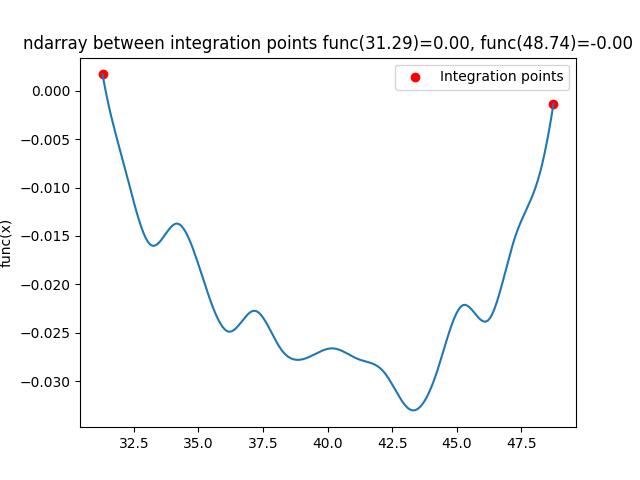 ndarray between integration points func(31.29)=0.00, func(48.74)=-0.00
Integration points
func(x)
0.000
−0.005
−0.010
−0.015
−0.020
−0.025
−0.030
32.5 35.0 37.5 40.0 42.5 45.0 47.5